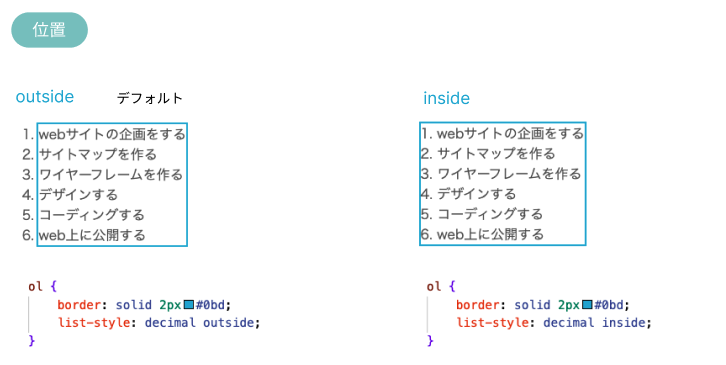 位置
outside デフォルト
1. webサイトの企画をする
2. サイトマップを作る
3. ワイヤーフレームを作る
4. デザインする
5. コーディングする
6. web上に公開する
ol {
border: solid 2px #0bd;
list-style: decimal outside;
}
inside
1. webサイトの企画をする
2. サイトマップを作る
3. ワイヤーフレームを作る
4. デザインする
5. コーディングする
6. web上に公開する
ol {
border: solid 2px #0bd;
list-style: decimal inside;
}